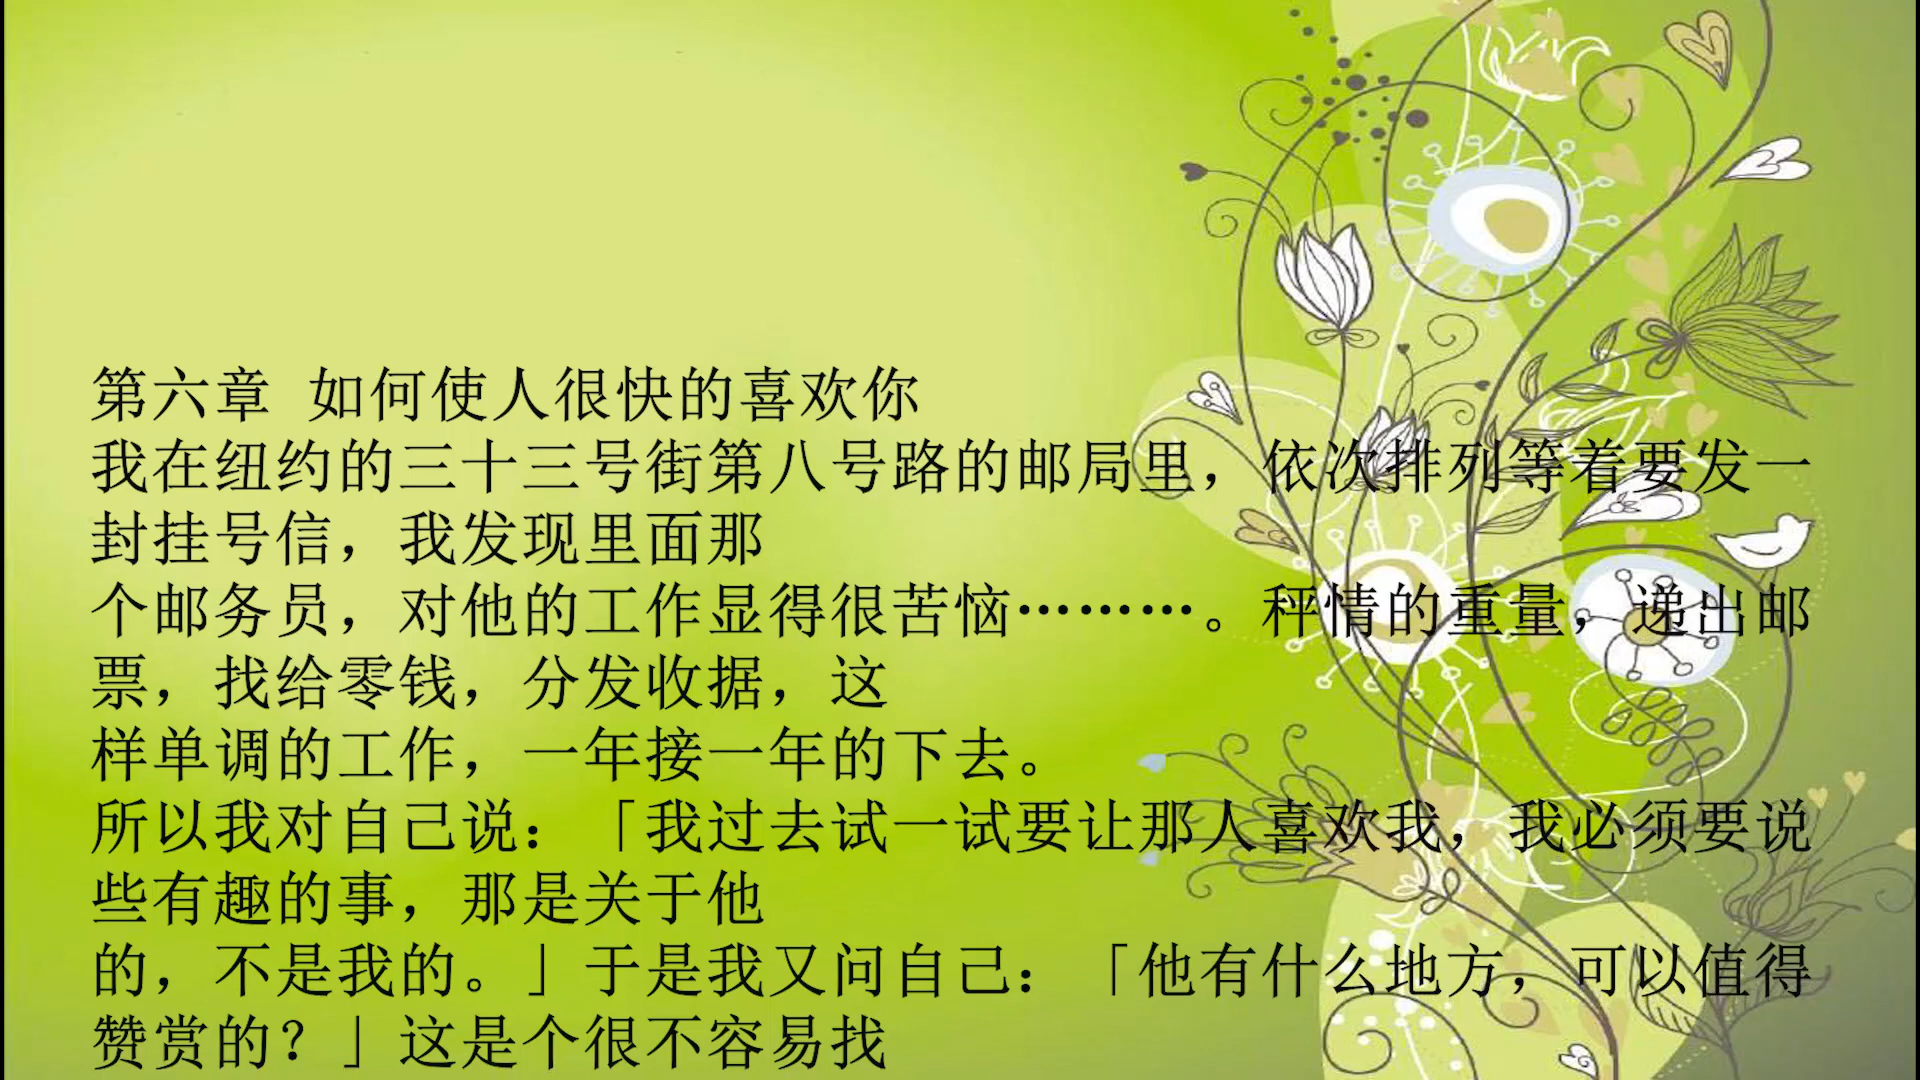 第六章 如何使人很快的喜欢你
我在纽约的三十三号街第八号路的邮局里，依次排列等着要发一
封挂号信，我发现里面那
个邮务员，对他的工作显得很苦恼………。秤情的重量，递出邮
票，找给零钱，分发收据，这
样单调的工作，一年接一年的下去。
所以我对自己说：「我过去试一试要让那人喜欢我，我必须要说
些有趣的事，那是关于他
的，不是我的。」于是我又问自己：「他有什么地方，可以值得
赞赏的？」这是个很不容易找